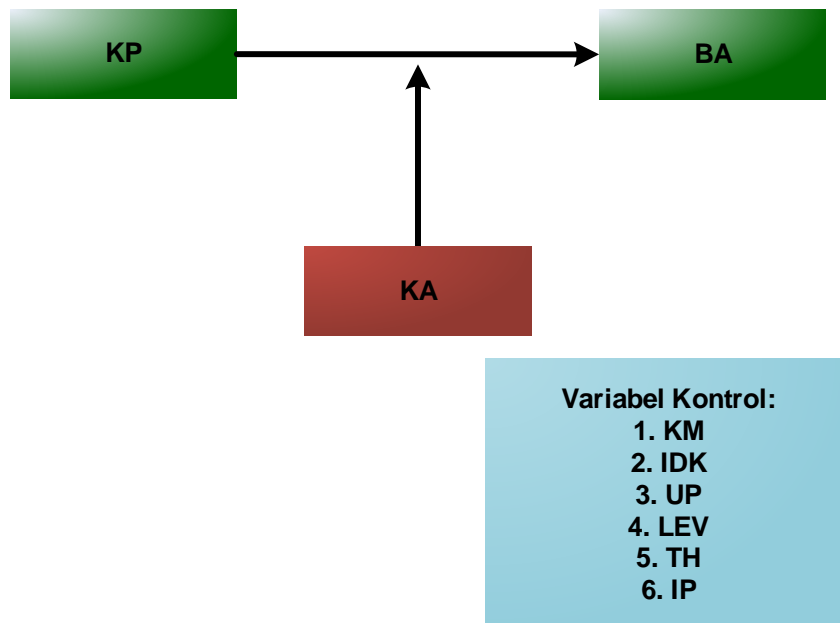 KP
BA
KA
Variabel Kontrol:
1. KM
2. IDK
3. UP
4. LEV
5. TH
6. IP